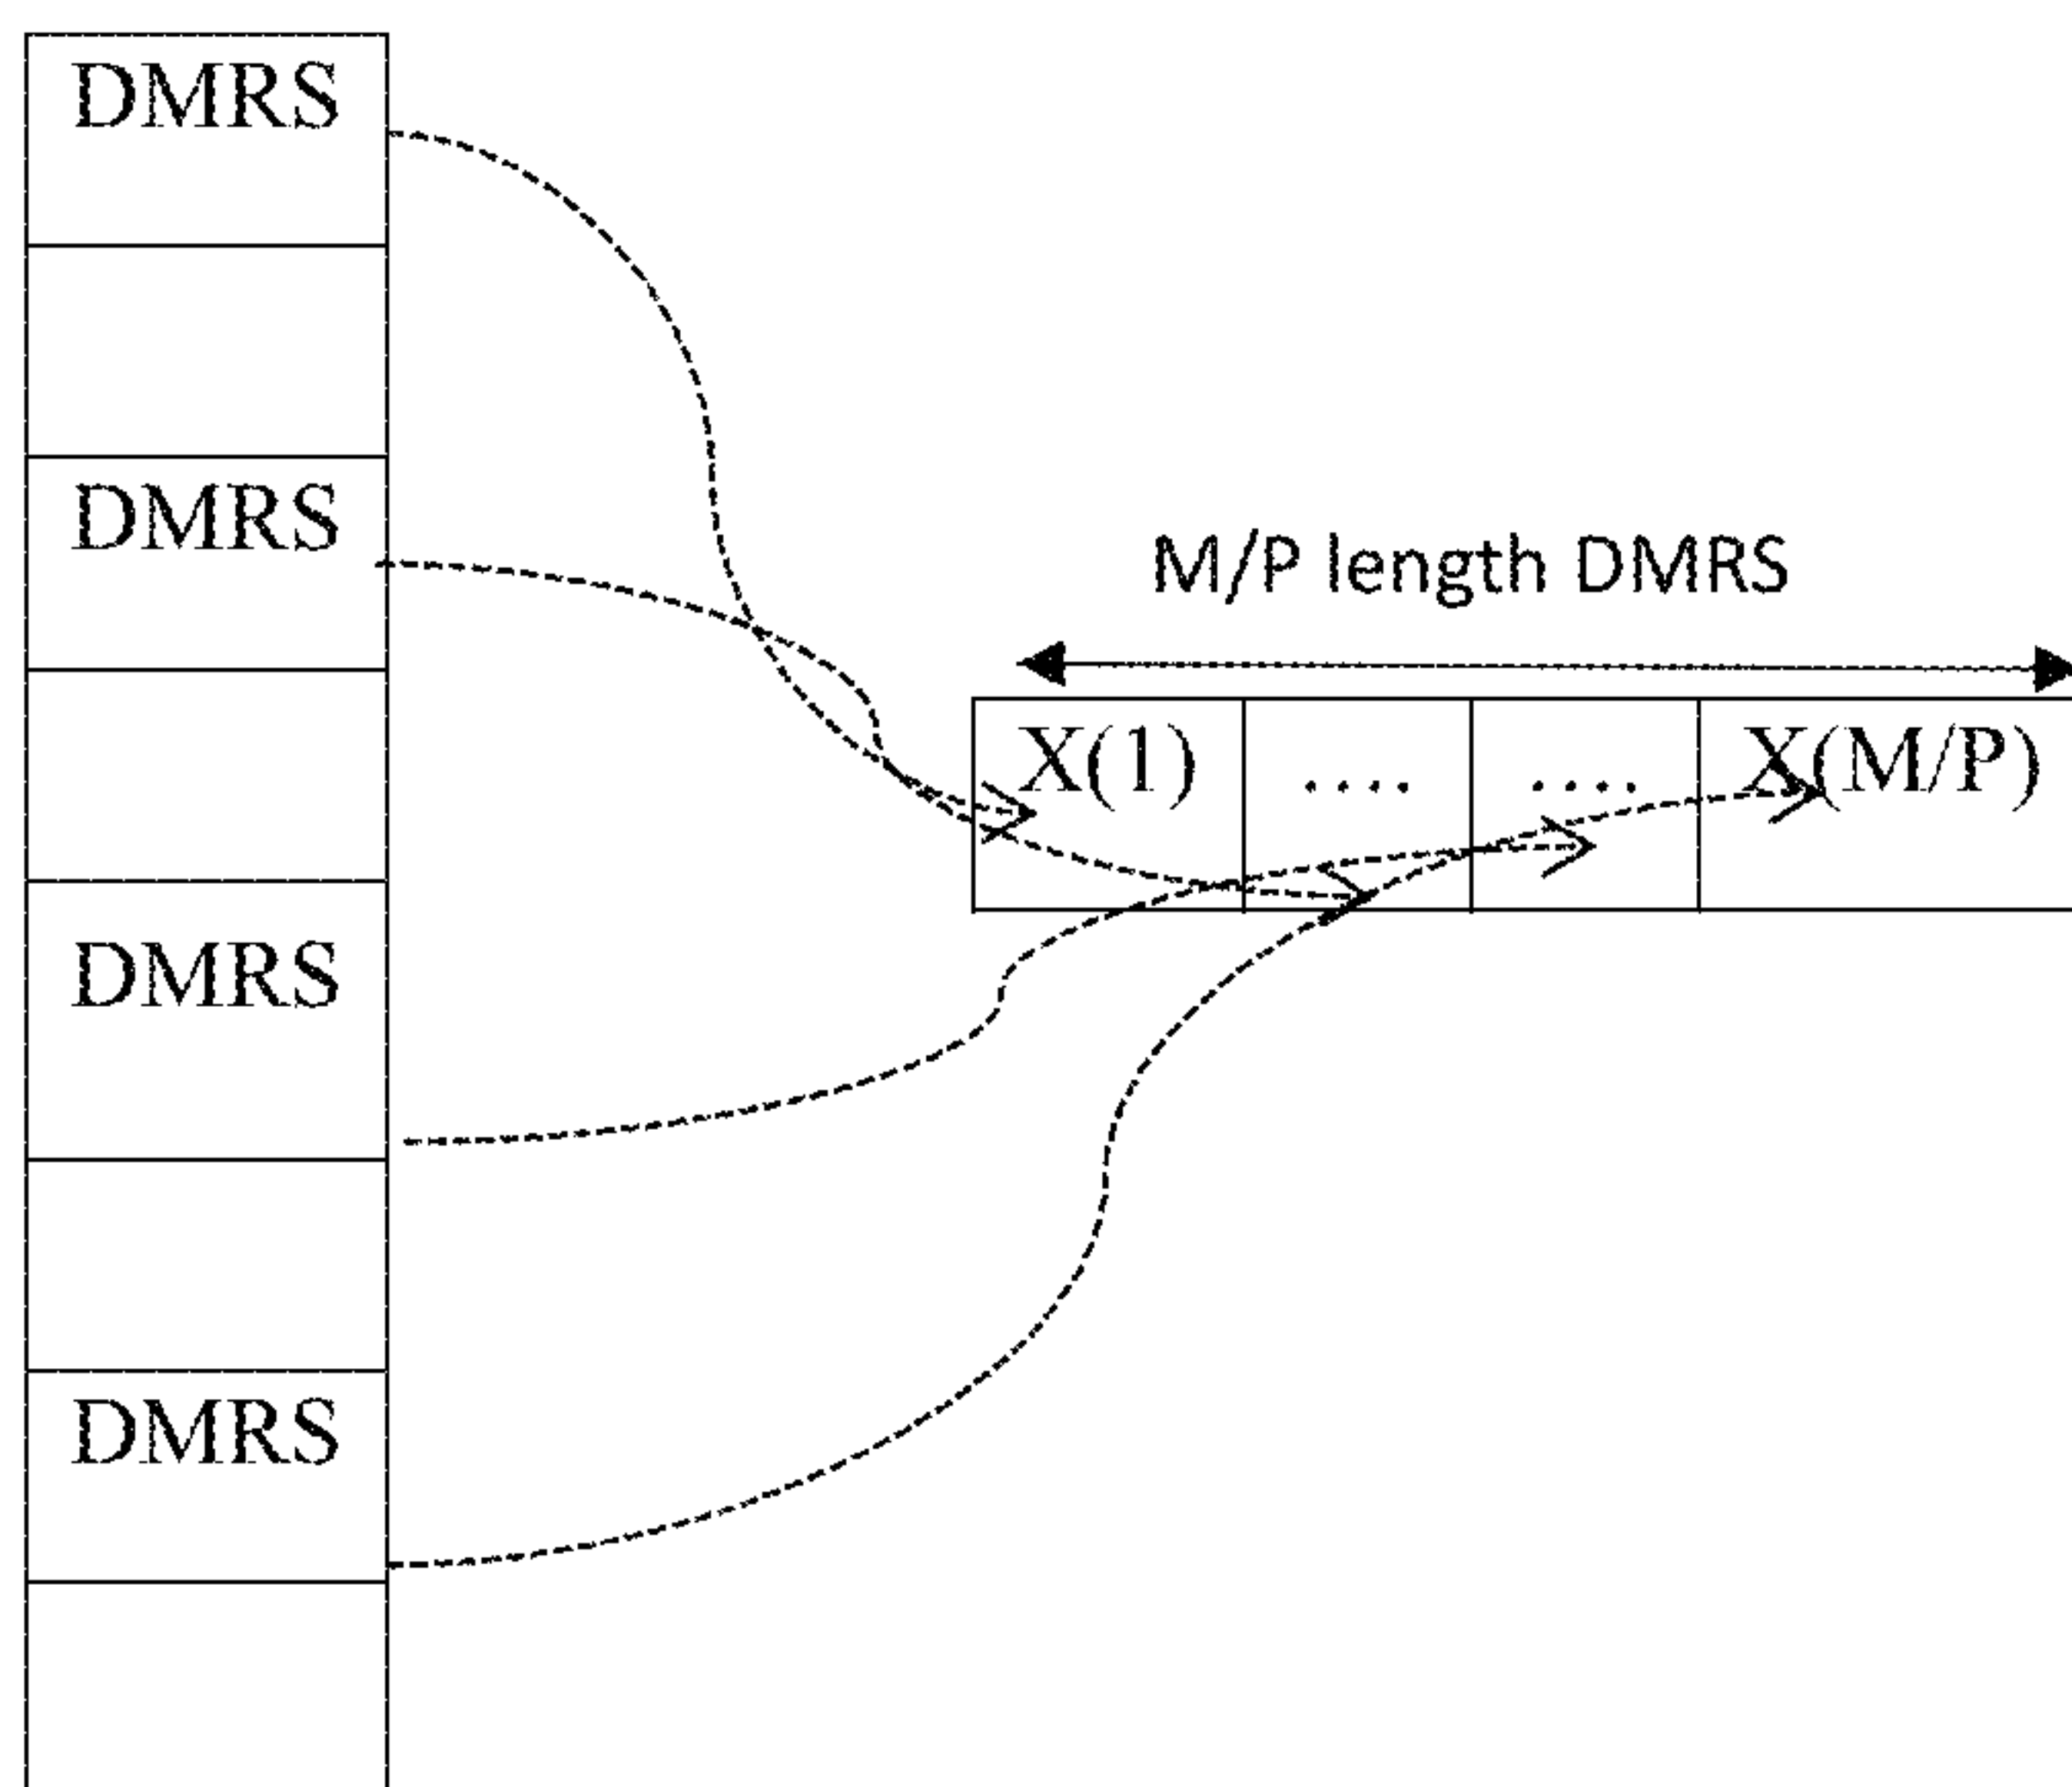 DMRS
DMRS
M/P length DMRS
X(1) .... .... X(M/P)
DMRS
DMRS